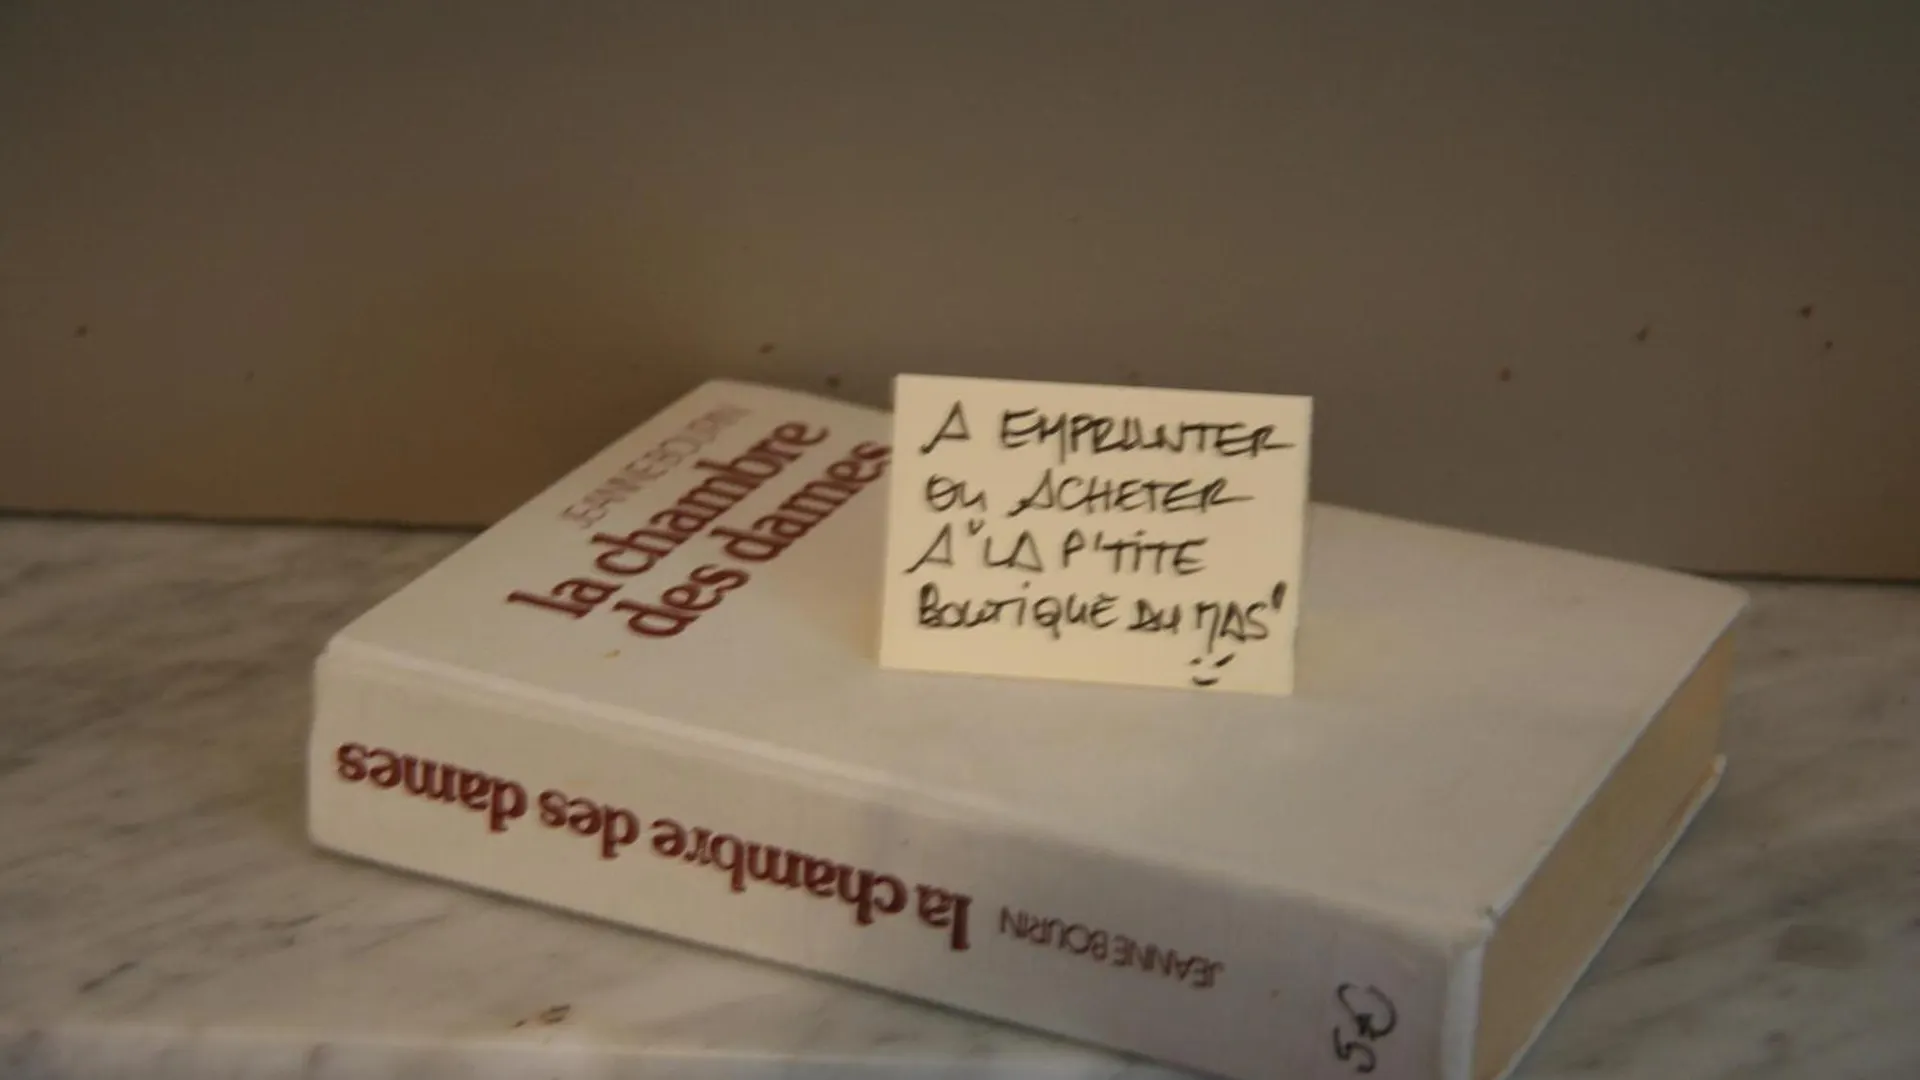 JEANNE BOURIN
la chambre
des dames
A EMPRUNTER
OU ACHETER
A "LA P'TITE
BOUTIQUE DU MAS"
JEANNE BOURIN la chambre des dames
5€